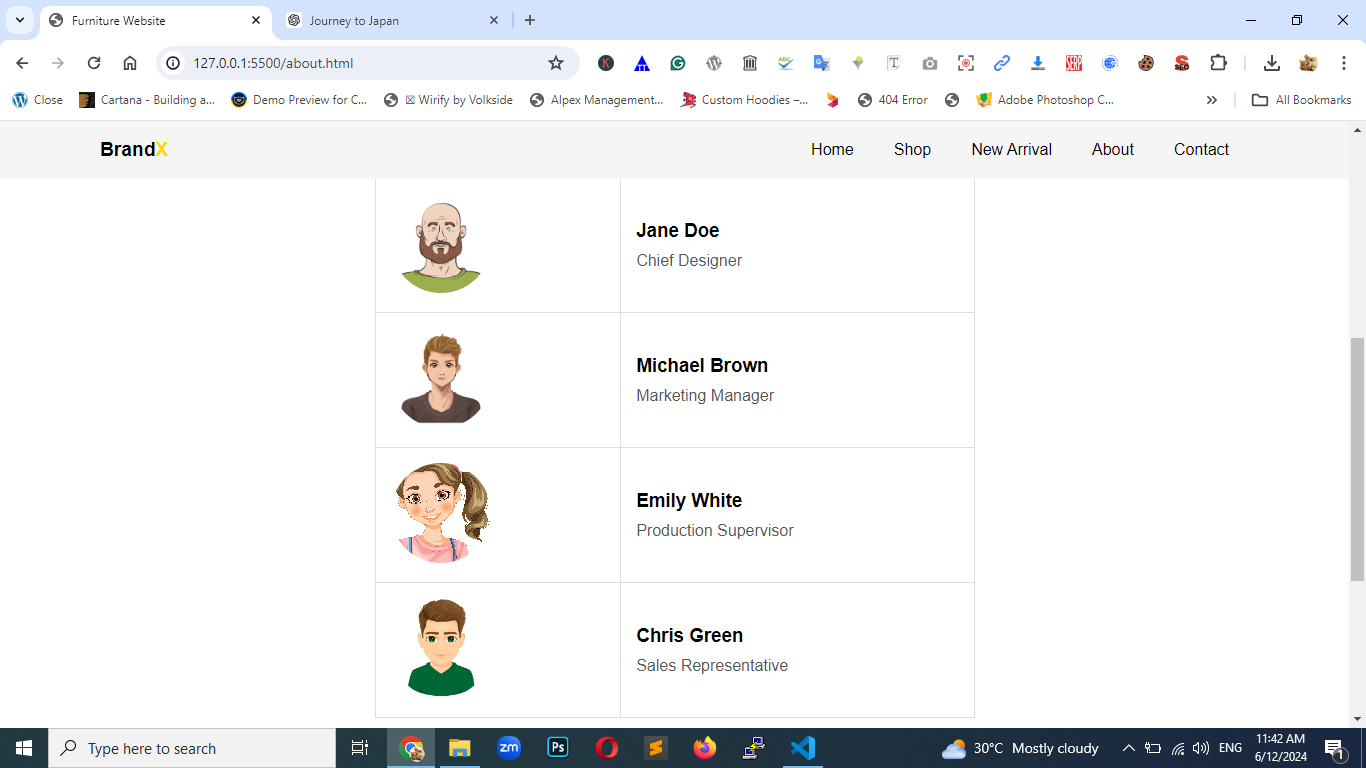 Furniture Website
Journey to Japan
127.0.0.1:5500/about.html
Close
Cartana - Building a...
Demo Preview for C...
☒ Wirify by Volkside
Alpex Management...
Custom Hoodies –...
404 Error
Adobe Photoshop C...
All Bookmarks
BrandX
Home
Shop
New Arrival
About
Contact
Jane Doe
Chief Designer
Michael Brown
Marketing Manager
Emily White
Production Supervisor
Chris Green
Sales Representative
Type here to search
zm
Ps
30°C Mostly cloudy
ENG
11:42 AM
6/12/2024
1